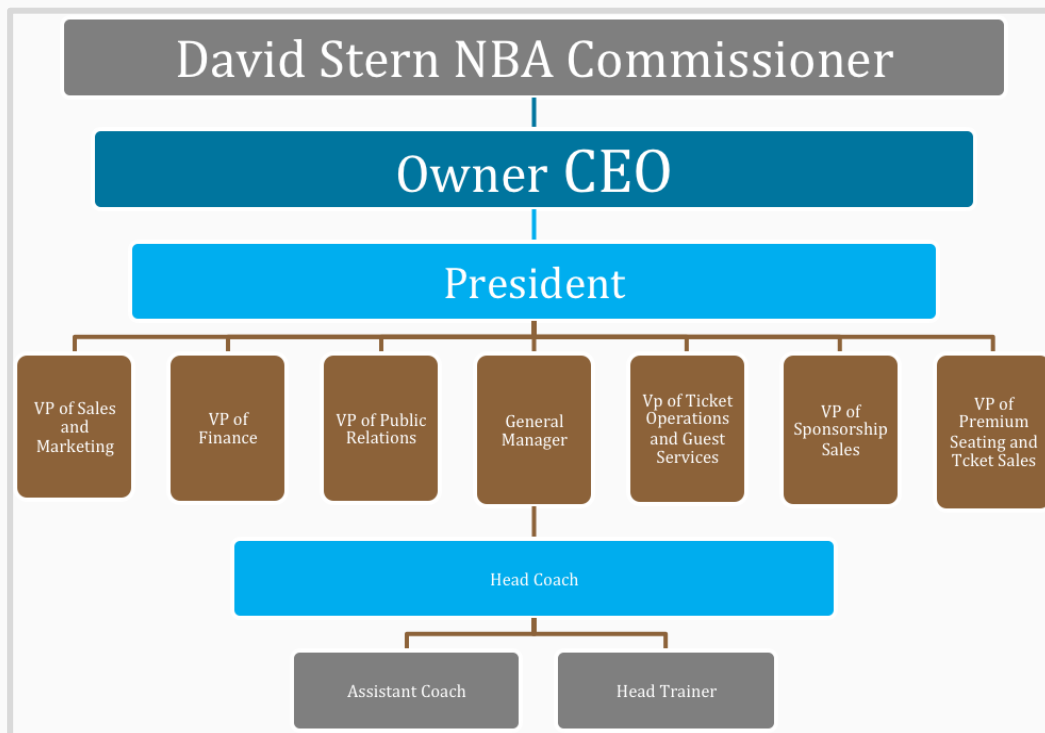 David Stern NBA Commissioner
Owner CEO
President
VP of Sales
and
Marketing
VP of
Finance
VP of Public
Relations
General
Manager
Vp of Ticket
Operations
and Guest
Services
VP of
Sponsorship
Sales
VP of
Premium
Seating and
Tcket Sales
Head Coach
Assistant Coach
Head Trainer